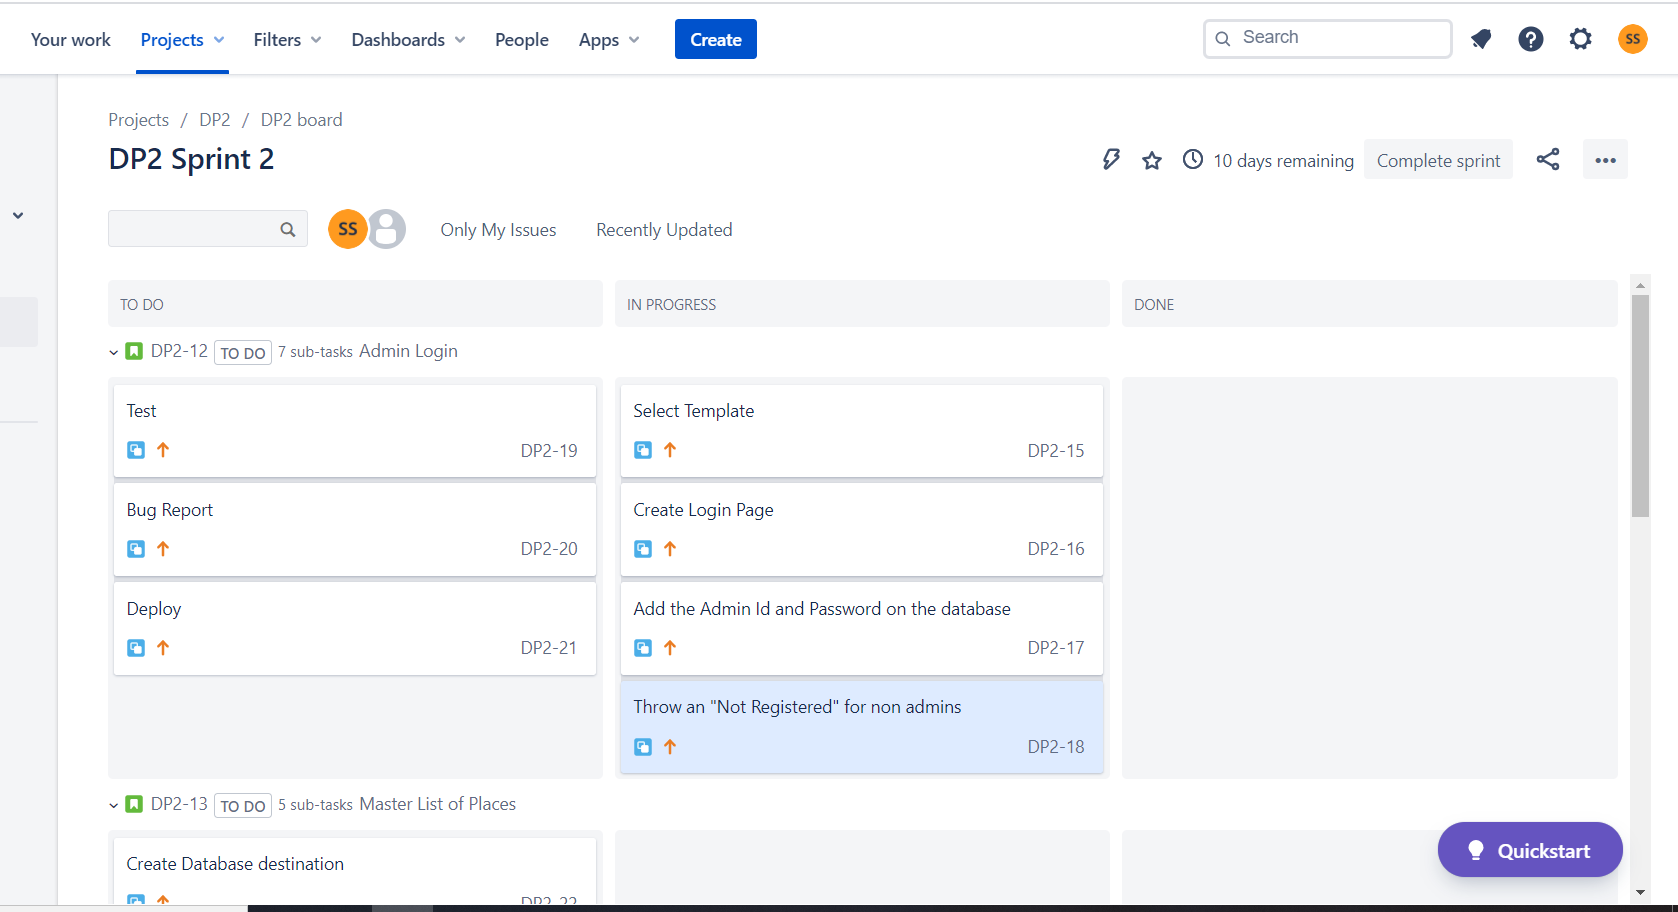 Your work Projects Filters Dashboards People Apps Create Search SS
Projects / DP2 / DP2 board
DP2 Sprint 2
10 days remaining Complete sprint
SS Only My Issues Recently Updated
TO DO IN PROGRESS DONE
DP2-12 TO DO 7 sub-tasks Admin Login
Test Select Template
DP2-19 DP2-15
Bug Report Create Login Page
DP2-20 DP2-16
Deploy Add the Admin Id and Password on the database
DP2-21 DP2-17
Throw an "Not Registered" for non admins
DP2-18
DP2-13 TO DO 5 sub-tasks Master List of Places
Quickstart
Create Database destination
DP2-22